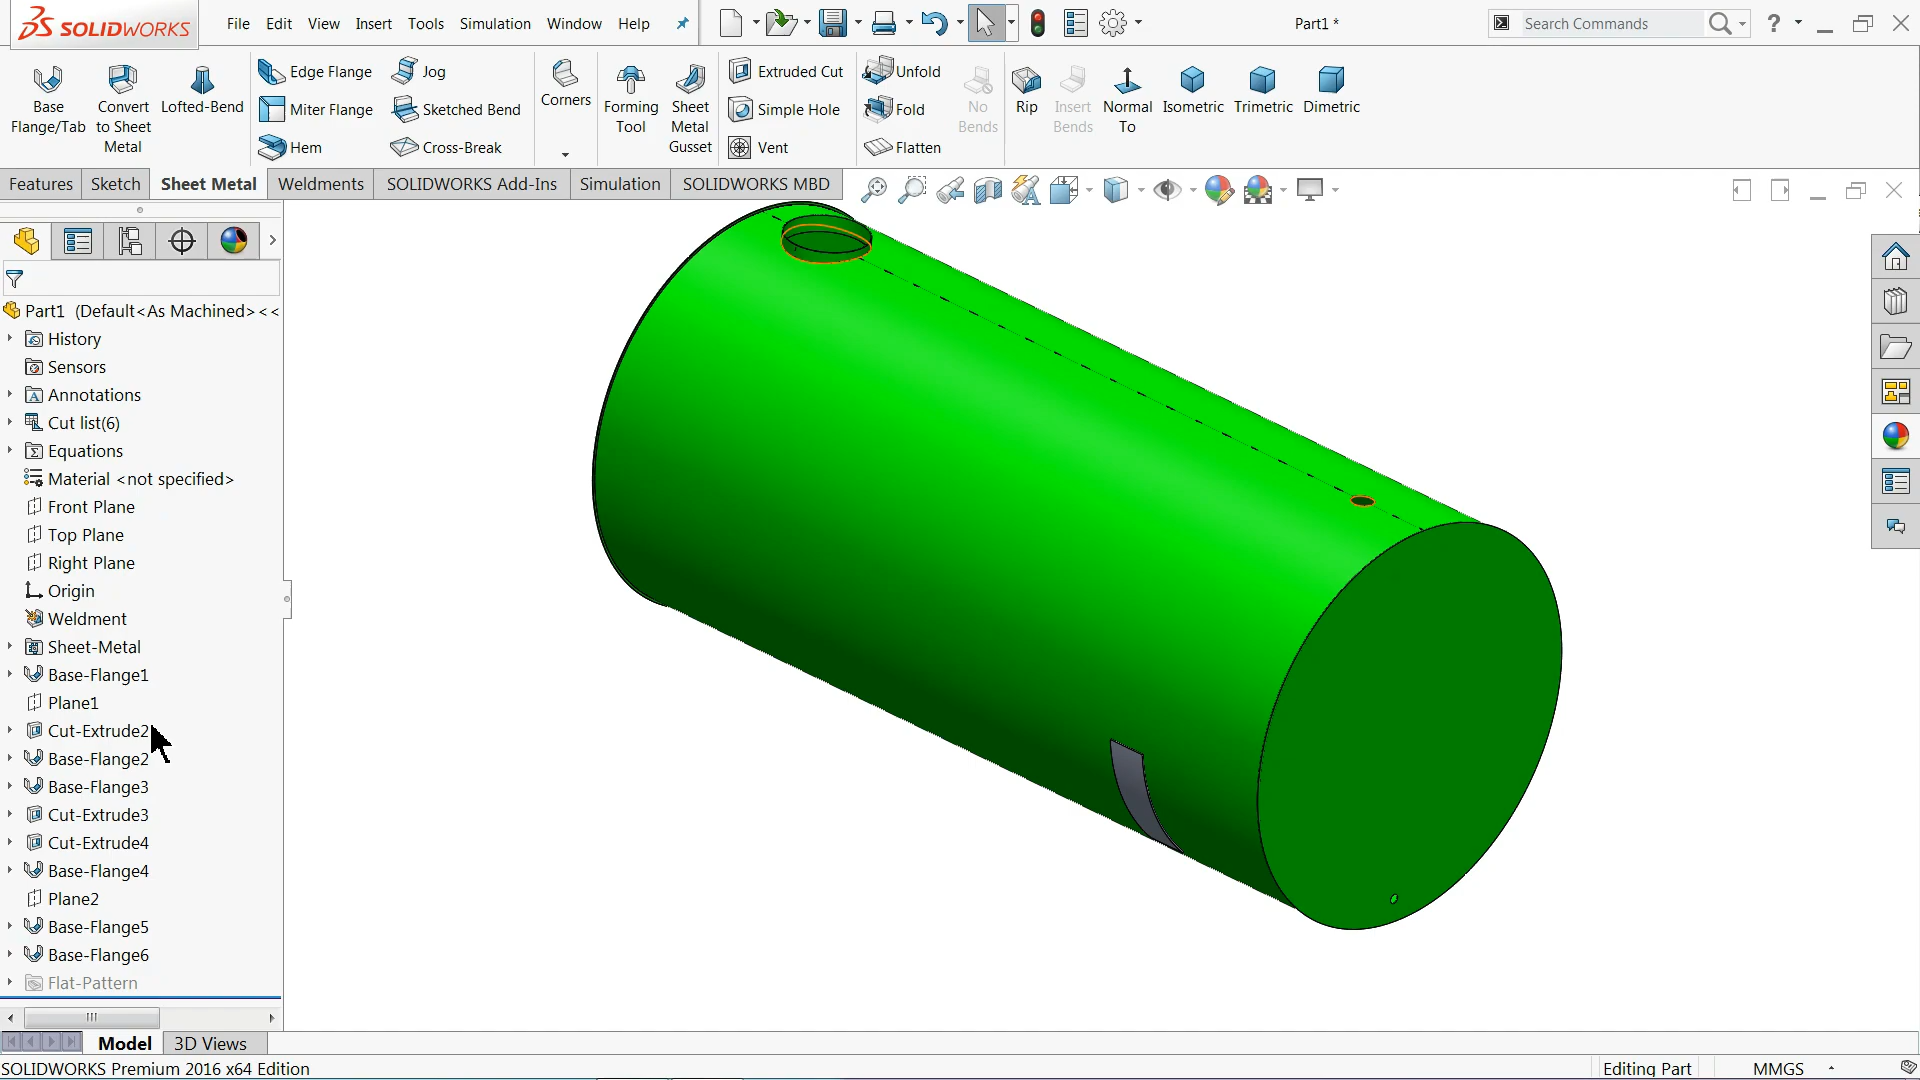 SOLIDWORKS File Edit View Insert Tools Simulation Window Help Part1 * Search Commands ?
Base Flange/Tab
Convert to Sheet Metal
Lofted-Bend
Edge Flange
Miter Flange
Hem
Jog
Sketched Bend
Cross-Break
Corners
Forming Tool
Sheet Metal Gusset
Extruded Cut
Simple Hole
Vent
Unfold
Fold
Flatten
No Bends
Rip
Insert Bends
Normal To
Isometric
Trimetric
Dimetric
Features Sketch Sheet Metal Weldments SOLIDWORKS Add-Ins Simulation SOLIDWORKS MBD
Part1 (Default<As Machined><<
History
Sensors
Annotations
Cut list(6)
Equations
Material <not specified>
Front Plane
Top Plane
Right Plane
Origin
Weldment
Sheet-Metal
Base-Flange1
Plane1
Cut-Extrude2
Base-Flange2
Base-Flange3
Cut-Extrude3
Cut-Extrude4
Base-Flange4
Plane2
Base-Flange5
Base-Flange6
Flat-Pattern
Model 3D Views
SOLIDWORKS Premium 2016 x64 Edition Editing Part MMGS